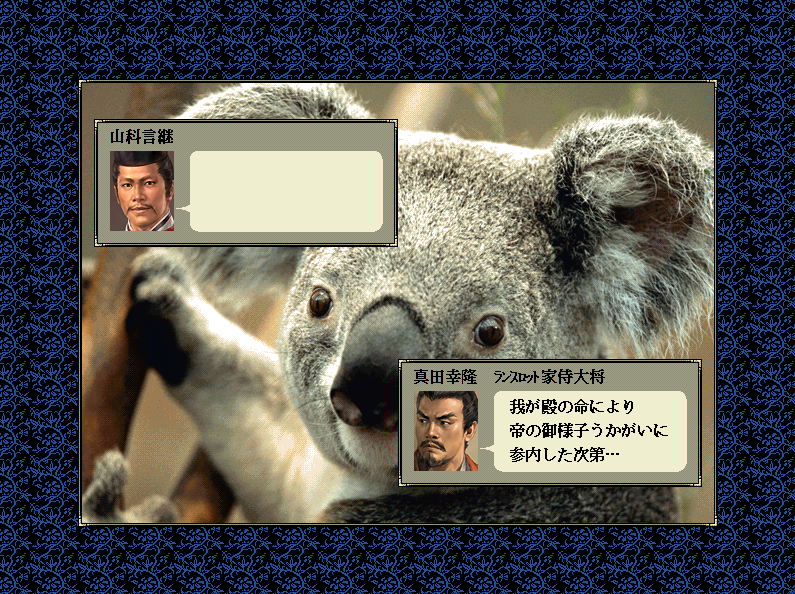 山科言継
真田幸隆 ﾗﾝｽﾛｯﾄ家侍大将
我が殿の命により
帝の御様子うかがいに
参内した次第…